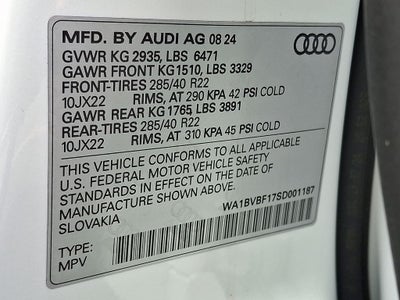 MFD. BY AUDI AG 08 24
GVWR KG 2935, LBS 6471
GAWR FRONT KG1510, LBS 3329
FRONT-TIRES 285/40 R22
10JX22 RIMS, AT 290 KPA 42 PSI COLD
GAWR REAR KG 1765, LBS 3891
REAR-TIRES 285/40 R22
10JX22 RIMS, AT 310 KPA 45 PSI COLD
THIS VEHICLE CONFORMS TO ALL APPLICABLE
U.S. FEDERAL MOTOR VEHICLE SAFETY
STANDARDS IN EFFECT ON THE DATE OF
MANUFACTURE SHOWN ABOVE.
SLOVAKIA
WA1BVBF17SD001187
TYPE:
MPV